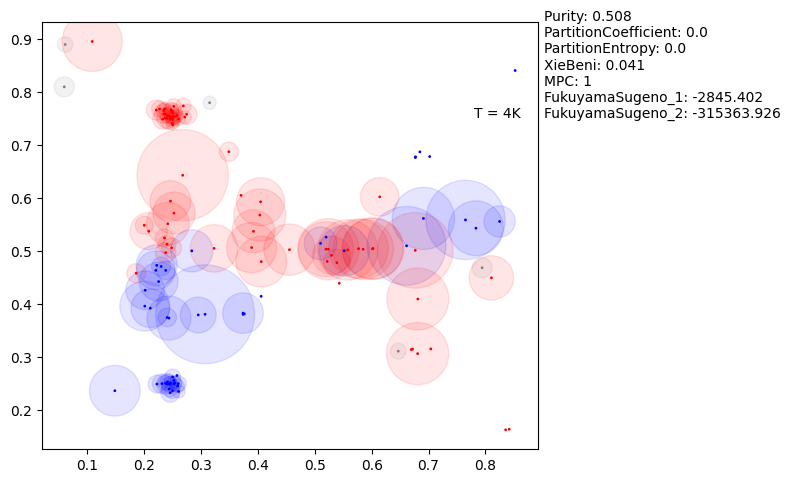 Purity: 0.508
PartitionCoefficient: 0.0
PartitionEntropy: 0.0
XieBeni: 0.041
MPC: 1
FukuyamaSugeno_1: -2845.402
FukuyamaSugeno_2: -315363.926
T = 4K
0.9
0.8
0.7
0.6
0.5
0.4
0.3
0.2
0.1 0.2 0.3 0.4 0.5 0.6 0.7 0.8